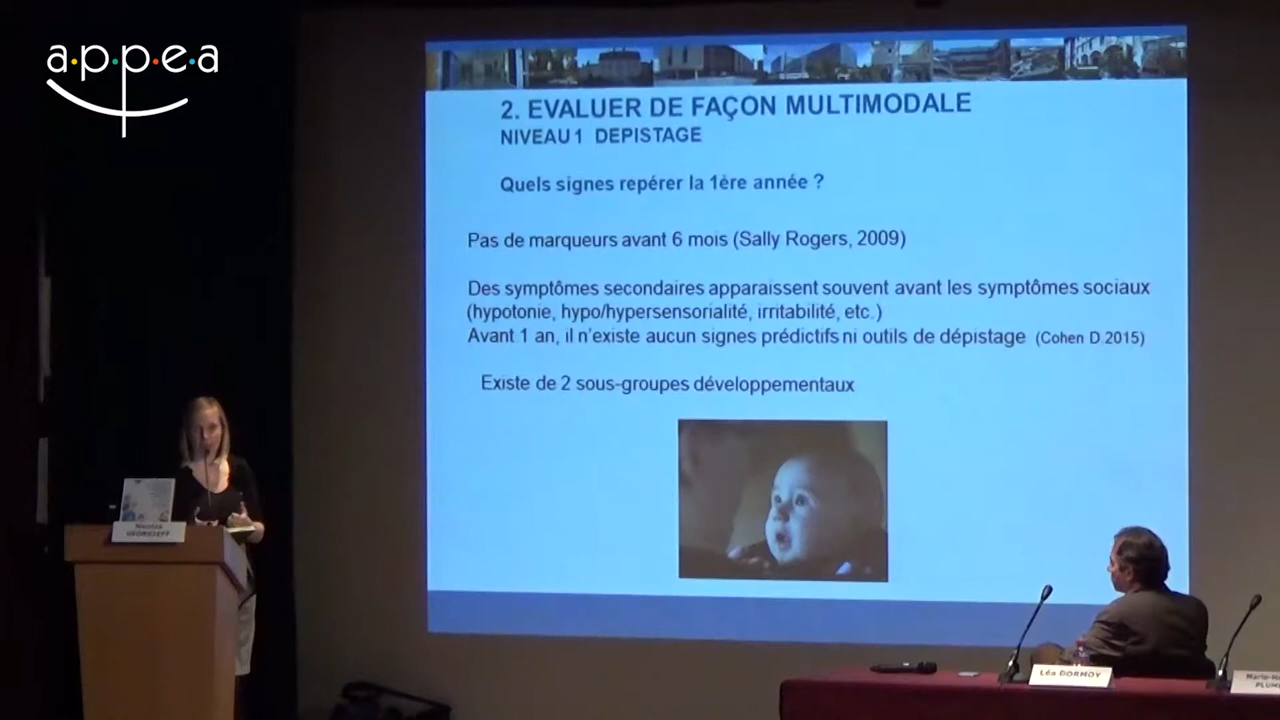 a.p.p.e.a
2. EVALUER DE FAÇON MULTIMODALE
NIVEAU 1 DEPISTAGE
Quels signes repérer la 1ère année ?
Pas de marqueurs avant 6 mois (Sally Rogers, 2009)
Des symptômes secondaires apparaissent souvent avant les symptômes sociaux
(hypotonie, hypo/hypersensorialité, irritabilité, etc.)
Avant 1 an, il n'existe aucun signes prédictifs ni outils de dépistage (Cohen D 2015)
Existe de 2 sous-groupes développementaux
Nicolas
GEORGIEFF
Léa DORMOY